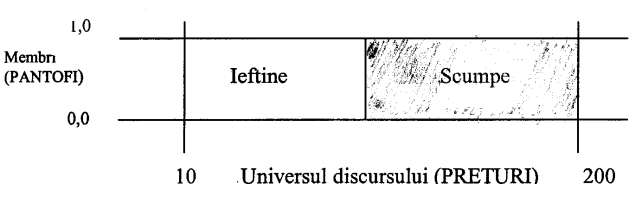 1,0
Membri
(PANTOFI)
Ieftine
Scumpe
0,0
10
Universul discursului (PRETURI)
200